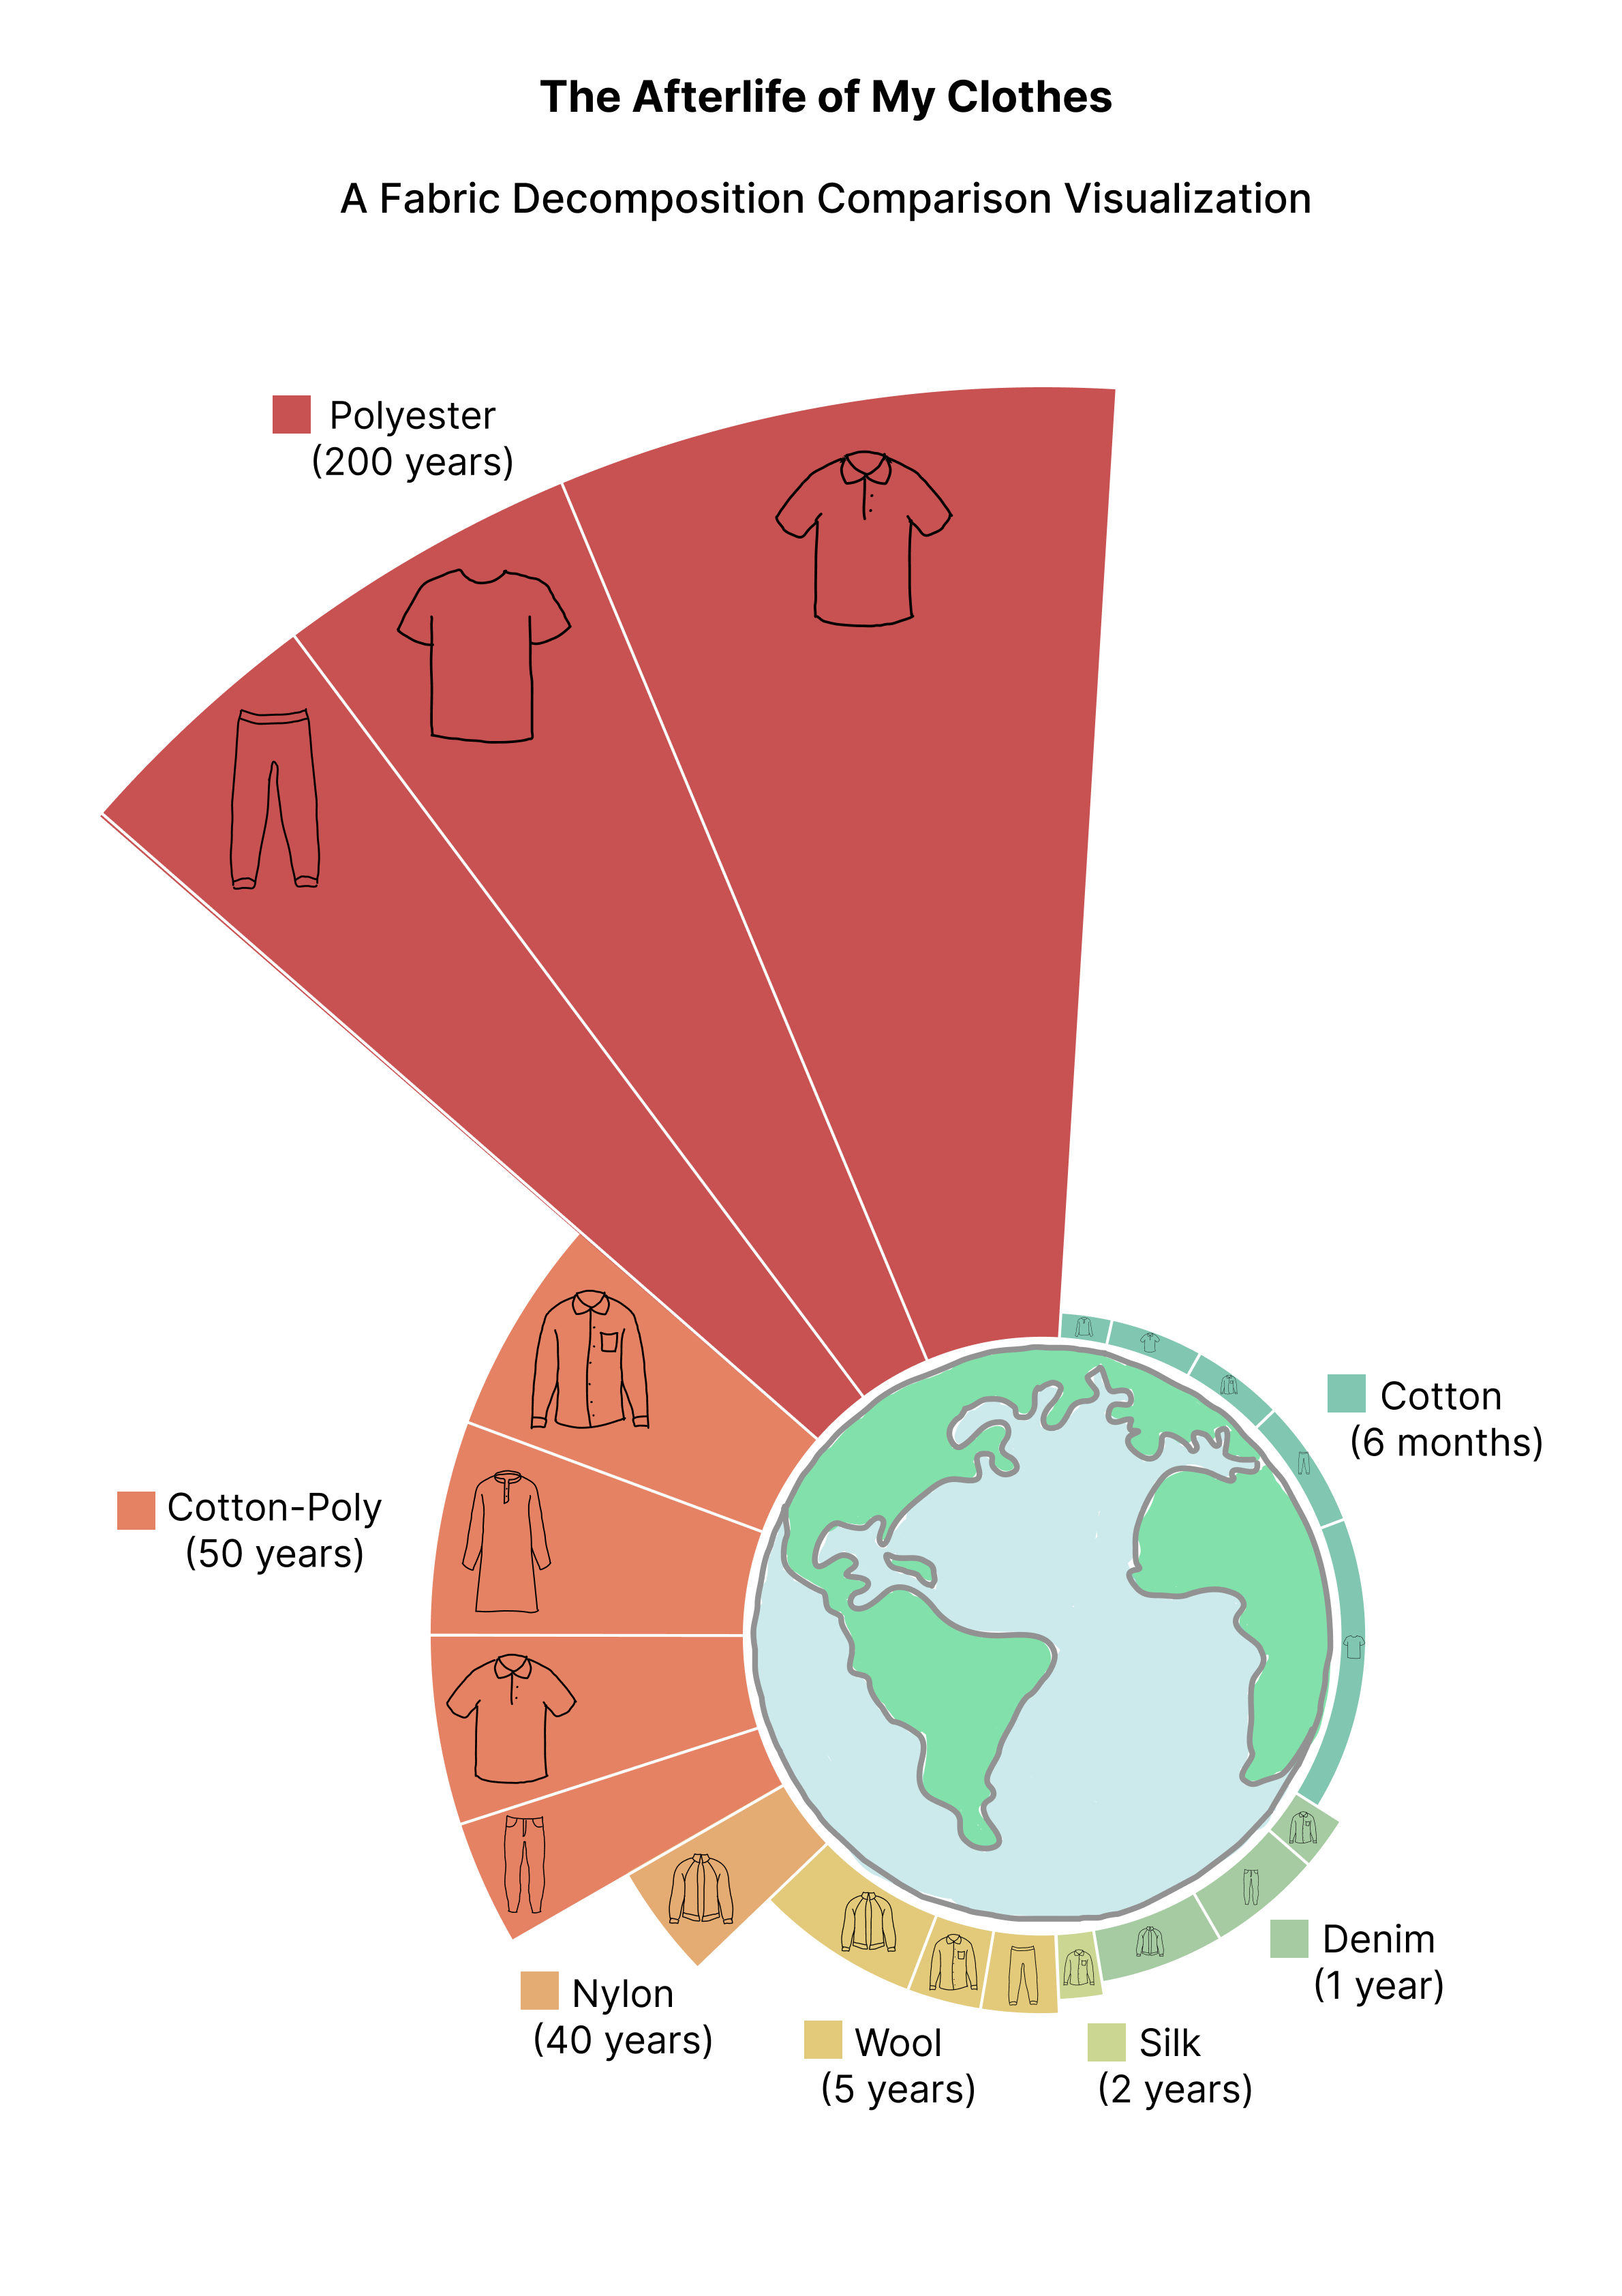 The Afterlife of My Clothes
A Fabric Decomposition Comparison Visualization
Polyester
(200 years)
Cotton
(6 months)
Cotton-Poly
(50 years)
Denim
(1 year)
Nylon
(40 years)
Wool
(5 years)
Silk
(2 years)